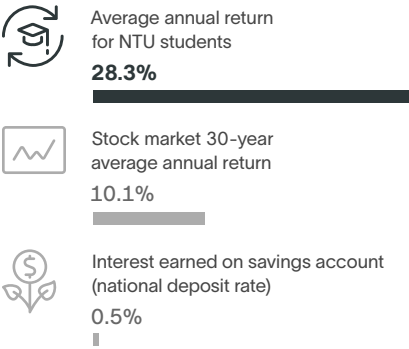 Average annual return
for NTU students
28.3%
Stock market 30-year
average annual return
10.1%
Interest earned on savings account
(national deposit rate)
0.5%